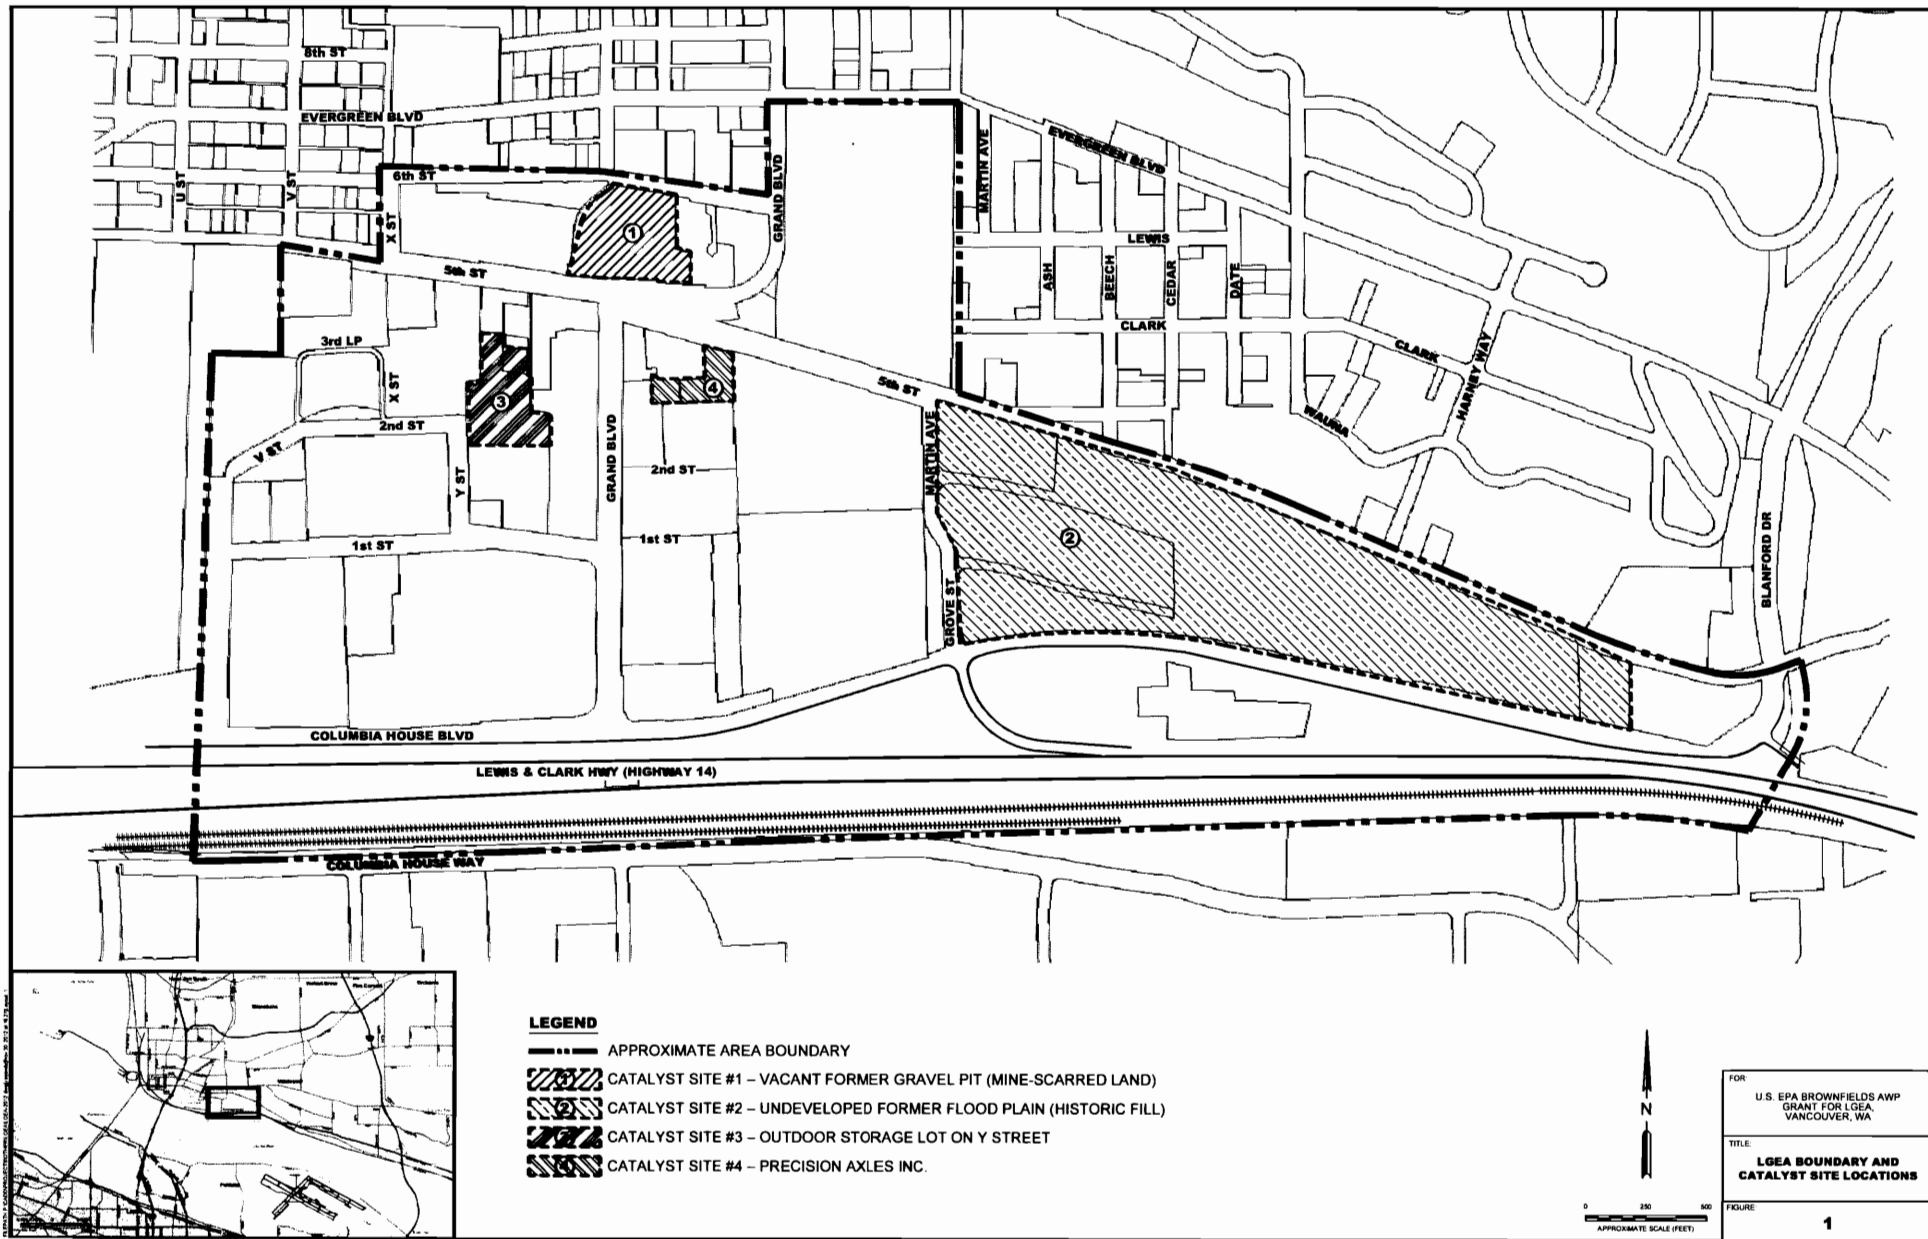 8th ST
EVERGREEN BLVD
U ST
V ST
X ST
6th ST
GRAND BLVD
MARTIN AVE
EVERGREEN BLVD
1
LEWIS
ASH
BEECH
CEDAR
DATE
CLARK
CLARK
HARNEY WAY
WAUNA
BLANFORD DR
5th ST
3rd LP
X ST
2nd ST
V ST
3
Y ST
GRAND BLVD
4
5th ST
MARTIN AVE
2nd ST
1st ST
1st ST
2
GROVE ST
COLUMBIA HOUSE BLVD
LEWIS & CLARK HWY (HIGHWAY 14)
COLUMBIA HOUSE WAY
LEGEND
APPROXIMATE AREA BOUNDARY
1 CATALYST SITE #1 – VACANT FORMER GRAVEL PIT (MINE-SCARRED LAND)
2 CATALYST SITE #2 – UNDEVELOPED FORMER FLOOD PLAIN (HISTORIC FILL)
CATALYST SITE #3 – OUTDOOR STORAGE LOT ON Y STREET
CATALYST SITE #4 – PRECISION AXLES INC.
N
0 250 500
APPROXIMATE SCALE (FEET)
FOR:
U.S. EPA BROWNFIELDS AWP
GRANT FOR LGEA,
VANCOUVER, WA
TITLE:
LGEA BOUNDARY AND
CATALYST SITE LOCATIONS
FIGURE:
1